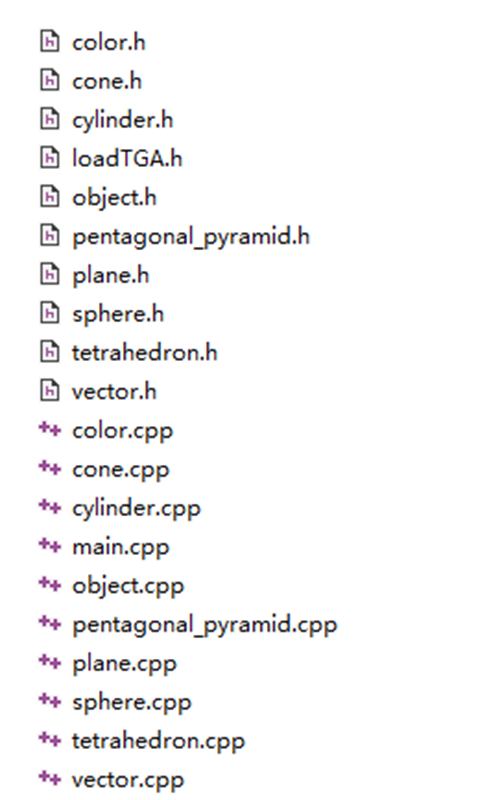 color.h
cone.h
cylinder.h
loadTGA.h
object.h
pentagonal_pyramid.h
plane.h
sphere.h
tetrahedron.h
vector.h
color.cpp
cone.cpp
cylinder.cpp
main.cpp
object.cpp
pentagonal_pyramid.cpp
plane.cpp
sphere.cpp
tetrahedron.cpp
vector.cpp